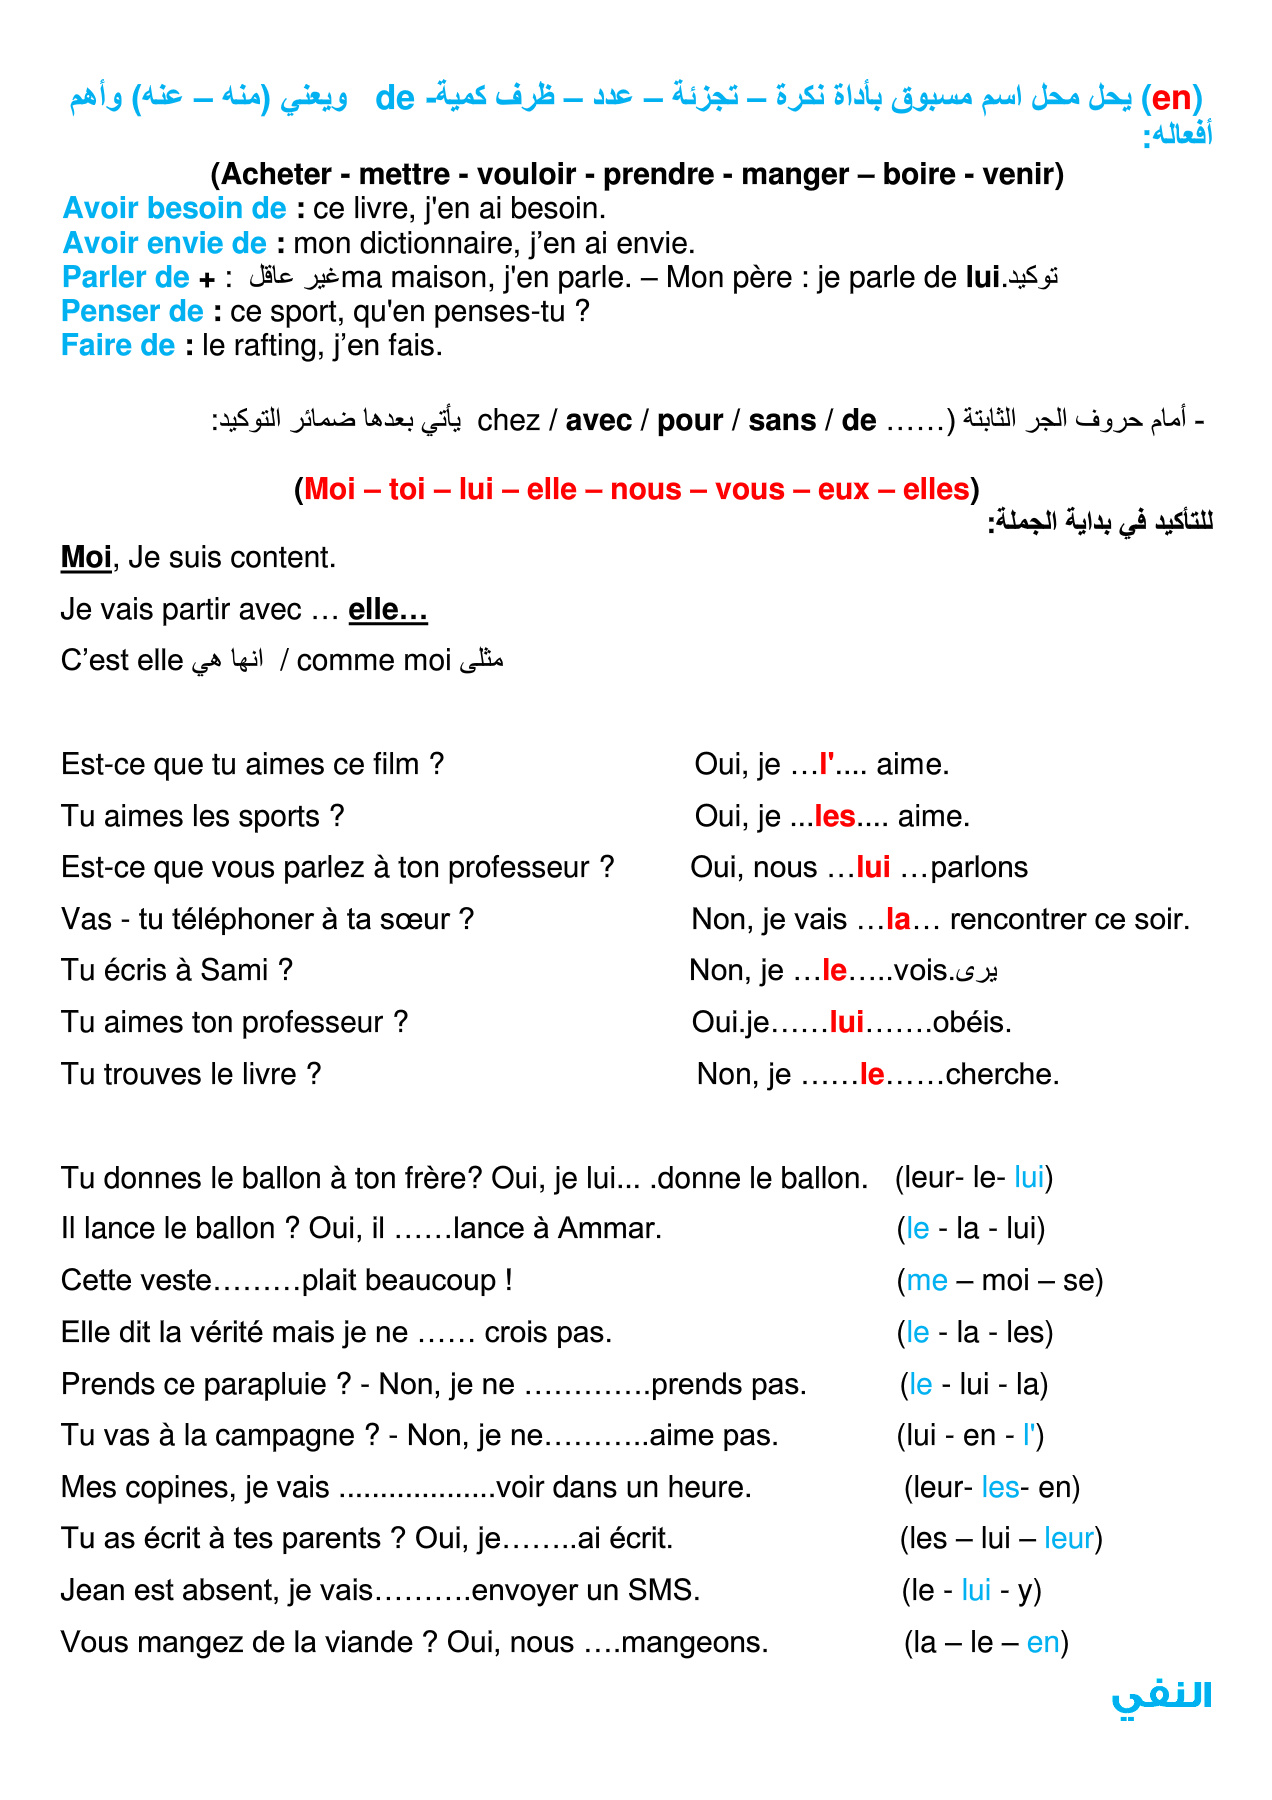 (en) يحل محل اسم مسبوق بأداة نكرة – تجزئة – عدد – ظرف كمية- de ويعني (منه – عنه) وأهم
أفعاله:
(Acheter - mettre - vouloir - prendre - manger – boire - venir)
Avoir besoin de : ce livre, j'en ai besoin.
Avoir envie de : mon dictionnaire, j’en ai envie.
Parler de + : غير عاقلma maison, j'en parle. – Mon père : je parle de lui.توكيد
Penser de : ce sport, qu'en penses-tu ?
Faire de : le rafting, j’en fais.
- أمام حروف الجر الثابتة (…… chez / avec / pour / sans / de يأتي بعدها ضمائر التوكيد:
(Moi – toi – lui – elle – nous – vous – eux – elles)
للتأكيد في بداية الجملة:
Moi, Je suis content.
Je vais partir avec … elle…
C’est elle انها هي / comme moi مثلى
Est-ce que tu aimes ce film ? Oui, je …l'.... aime.
Tu aimes les sports ? Oui, je ...les.... aime.
Est-ce que vous parlez à ton professeur ? Oui, nous …lui …parlons
Vas - tu téléphoner à ta sœur ? Non, je vais …la… rencontrer ce soir.
Tu écris à Sami ? Non, je …le…..vois.يرى
Tu aimes ton professeur ? Oui.je……lui…….obéis.
Tu trouves le livre ? Non, je ……le……cherche.
Tu donnes le ballon à ton frère? Oui, je lui... .donne le ballon. (leur- le- lui)
Il lance le ballon ? Oui, il ……lance à Ammar. (le - la - lui)
Cette veste………plait beaucoup ! (me – moi – se)
Elle dit la vérité mais je ne …… crois pas. (le - la - les)
Prends ce parapluie ? - Non, je ne ………….prends pas. (le - lui - la)
Tu vas à la campagne ? - Non, je ne………..aime pas. (lui - en - l')
Mes copines, je vais ...................voir dans un heure. (leur- les- en)
Tu as écrit à tes parents ? Oui, je……..ai écrit. (les – lui – leur)
Jean est absent, je vais……….envoyer un SMS. (le - lui - y)
Vous mangez de la viande ? Oui, nous ….mangeons. (la – le – en)
النفي